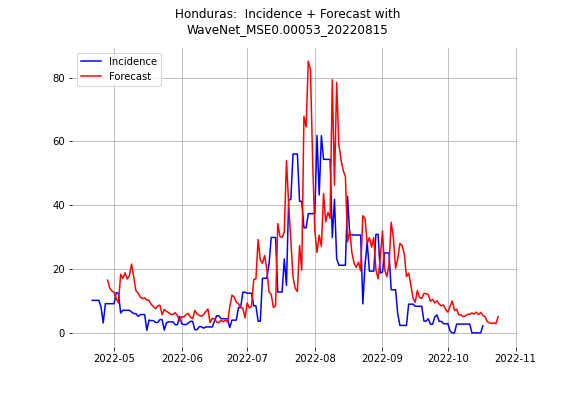 Honduras:  Incidence + Forecast with
WaveNet_MSE0.00053_20220815
Incidence
Forecast
80
60
40
20
0
2022-05 2022-06 2022-07 2022-08 2022-09 2022-10 2022-11